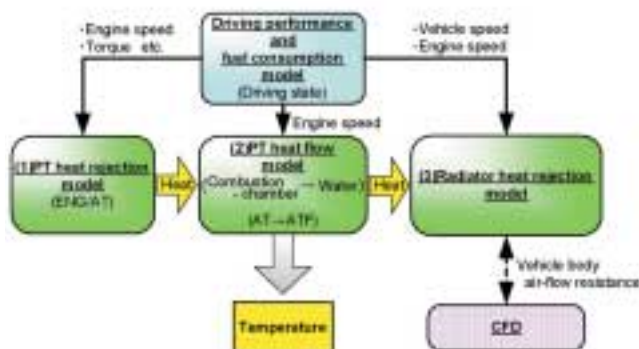 - Engine speed
- Torque etc.
Driving performance
and
fuel consumption
model
(Driving state)
- Vehicle speed
- Engine speed
Engine speed
(1)PT heat rejection
model
(ENG/AT)
Heat
(2)PT heat flow
model
(Combustion
- chamber → Water)
(AT→ATF)
Heat
(3)Radiator heat rejection
model
Vehicle body
air-flow resistance
Temperature
CFD